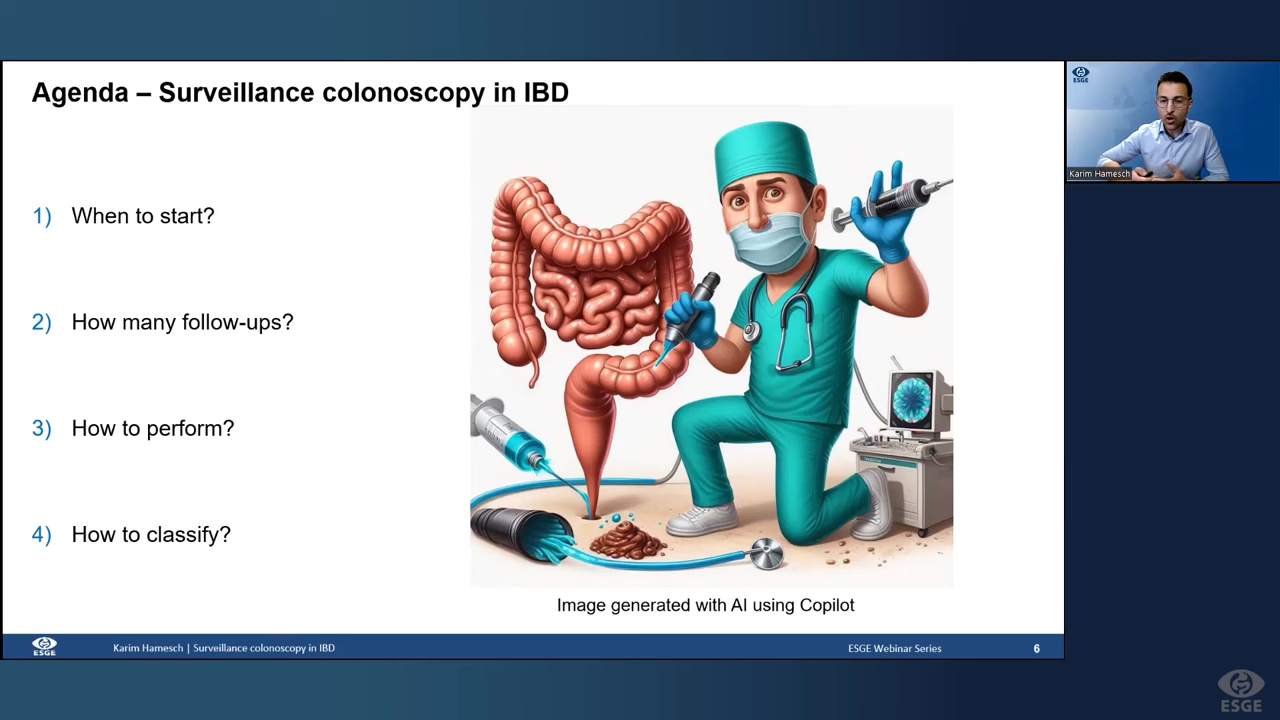 Agenda – Surveillance colonoscopy in IBD
1) When to start?
2) How many follow-ups?
3) How to perform?
4) How to classify?
Image generated with AI using Copilot
ESGE
Karim Hamesch | Surveillance colonoscopy in IBD
ESGE Webinar Series
6
ESGE
Karim Hamesch
ESGE